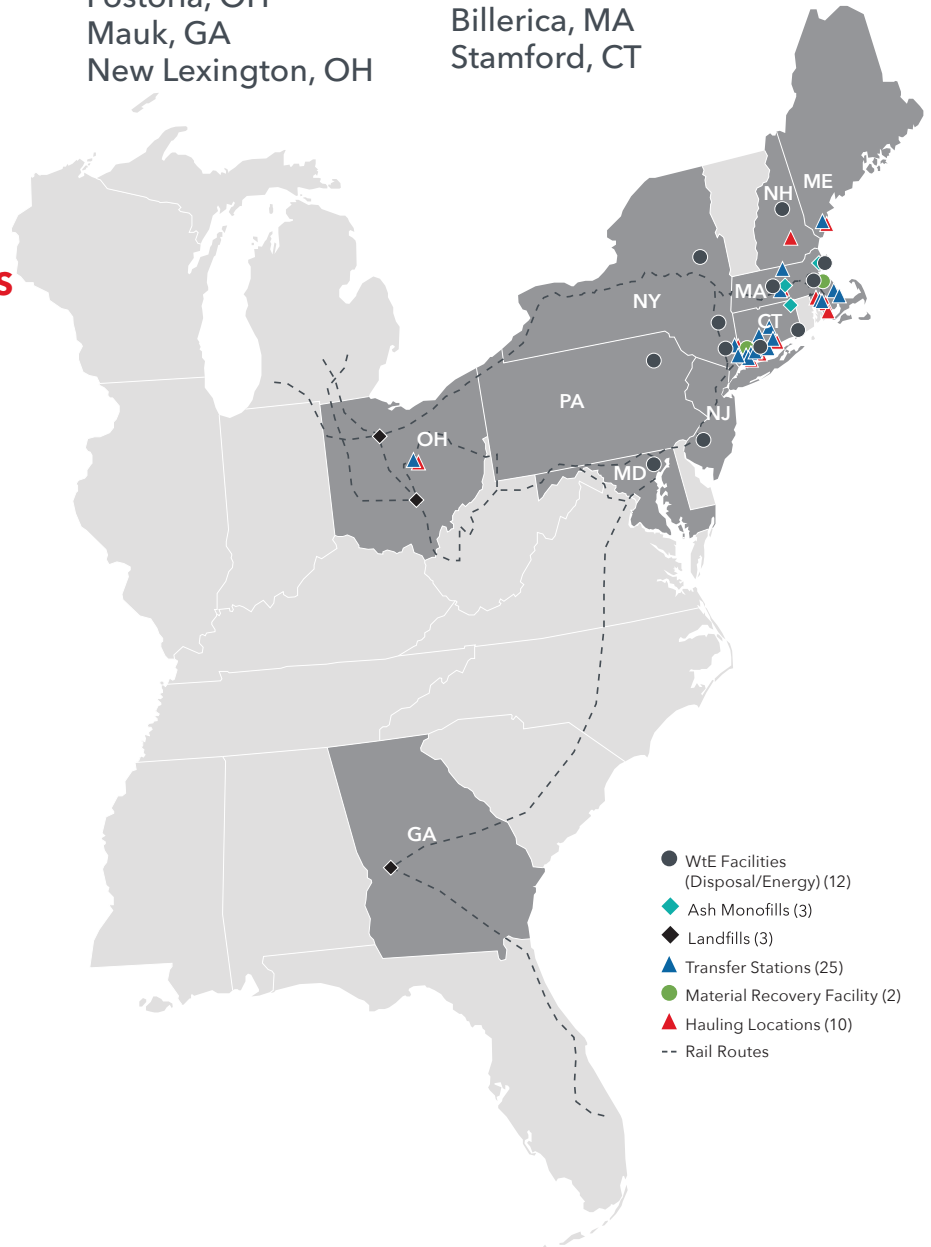 Fostoria, OH
Mauk, GA
New Lexington, OH
Billerica, MA
Stamford, CT
s
ME
NH
MA
NY
CT
PA
NJ
OH
MD
GA
WtE Facilities
(Disposal/Energy) (12)
Ash Monofills (3)
Landfills (3)
Transfer Stations (25)
Material Recovery Facility (2)
Hauling Locations (10)
Rail Routes